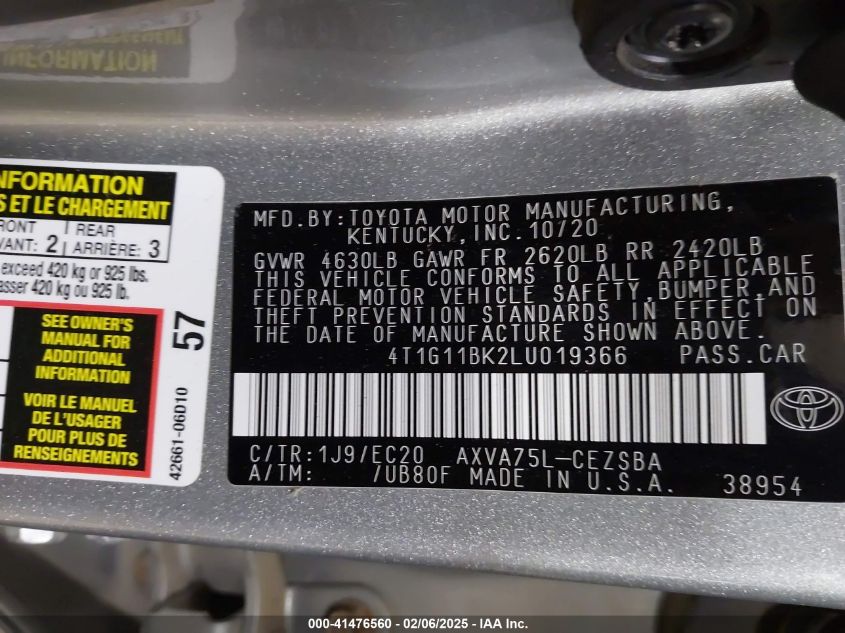 NFORMATION
S ET LE CHARGEMENT
FRONT
REAR
VANT: 2
ARRIÈRE: 3
exceed 420 kg or 925 lbs.
asser 420 kg ou 925 lb.
SEE OWNER'S
MANUAL FOR
ADDITIONAL
INFORMATION
VOIR LE MANUEL
DE L'USAGER
POUR PLUS DE
RENSEIGNEMENTS
57
42661-06D10
MFD.BY:TOYOTA MOTOR MANUFACTURING,
KENTUCKY,INC.10/20
GVWR 4630LB GAWR FR 2620LB RR 2420LB
THIS VEHICLE CONFORMS TO ALL APPLICABLE
FEDERAL MOTOR VEHICLE SAFETY,BUMPER,AND
THEFT PREVENTION STANDARDS IN EFFECT ON
THE DATE OF MANUFACTURE SHOWN ABOVE.
4T1G11BK2LU019366 PASS.CAR
C/TR:1J9/EC20 AXVA75L-CEZSBA
A/TM: 7UB80F MADE IN U.S.A. 38954
000-41476560 - 02/06/2025 - IAA Inc.